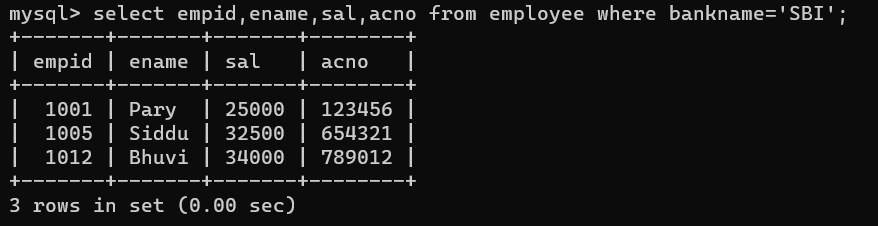 mysql> select empid,ename,sal,acno from employee where bankname='SBI';
+-------+-------+-------+--------+
| empid | ename | sal   | acno   |
+-------+-------+-------+--------+
|  1001 | Pary  | 25000 | 123456 |
|  1005 | Siddu | 32500 | 654321 |
|  1012 | Bhuvi | 34000 | 789012 |
+-------+-------+-------+--------+
3 rows in set (0.00 sec)